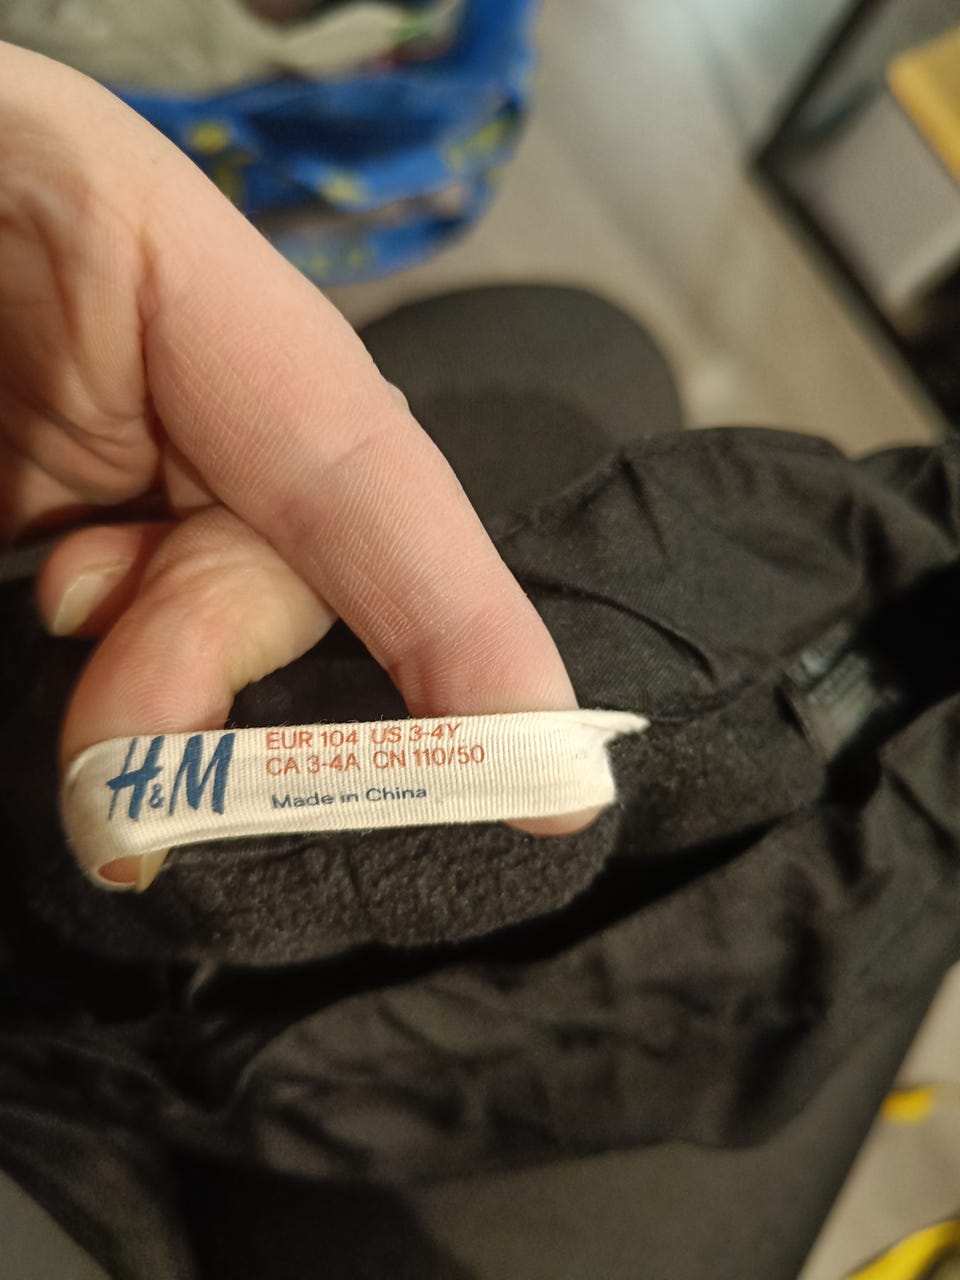 H&M
EUR 104 US 3-4Y
CA 3-4A CN 110/50
Made in China